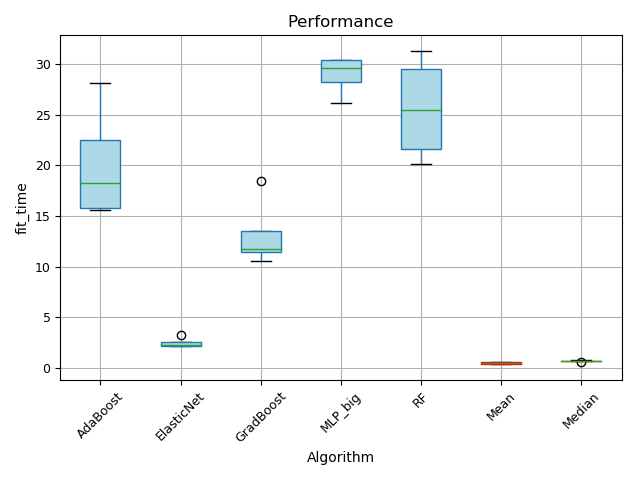 Performance
fit_time
30
25
20
15
10
5
0
AdaBoost
ElasticNet
GradBoost
MLP_big
RF
Mean
Median
Algorithm